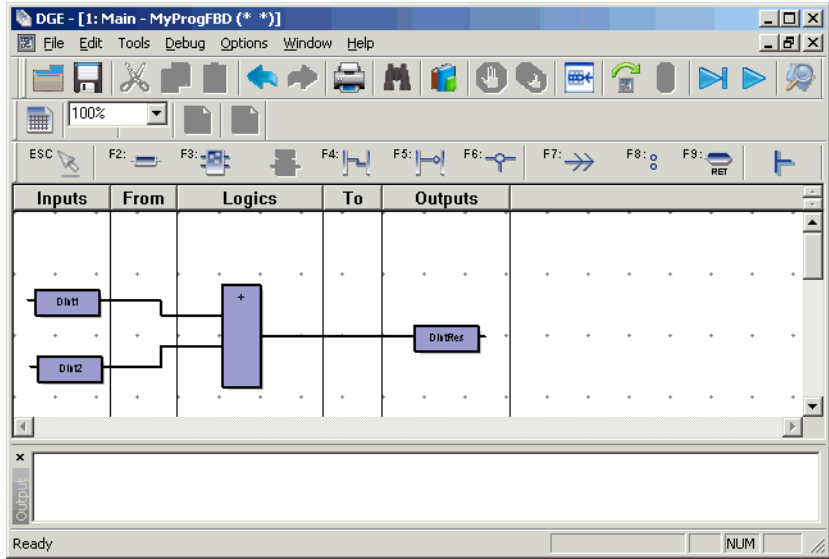 DGE - [1: Main - MyProgFBD (* *)]
File Edit Tools Debug Options Window Help
100%
ESC F2: F3: F4: F5: F6: F7: F8: F9: RET
Inputs From Logics To Outputs
+
DInt1
DIntRes
DInt2
Output
Ready NUM